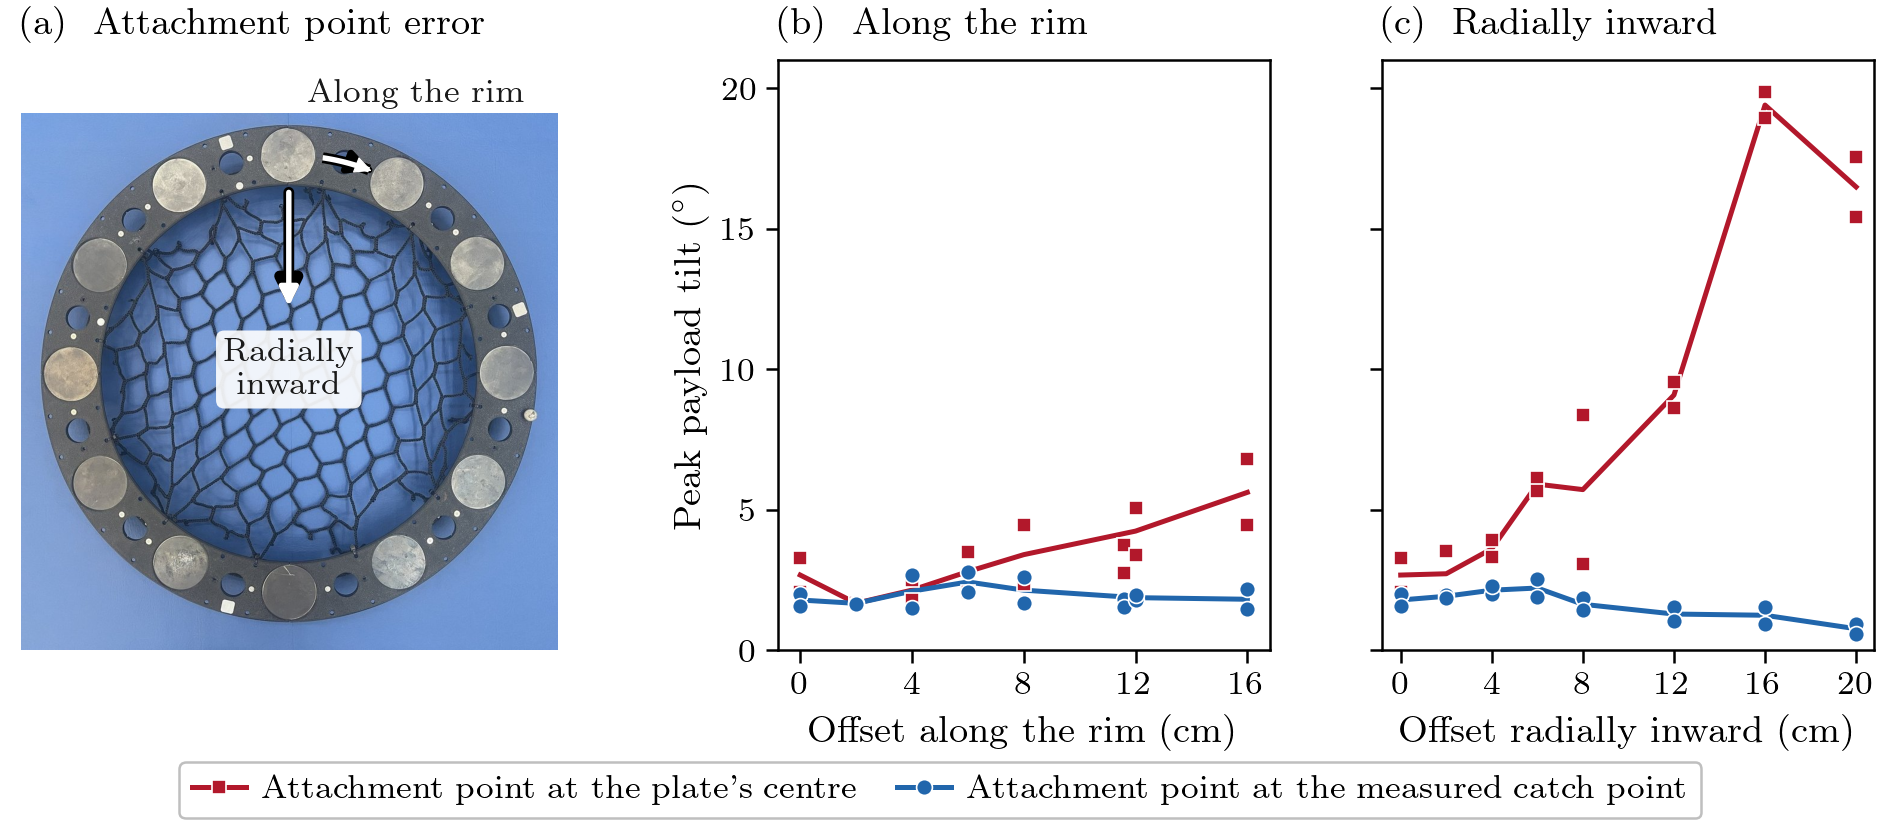 (a) Attachment point error
Along the rim
Radially
inward
(b) Along the rim
Peak payload tilt (°)
20
15
10
5
0
0 4 8 12 16
Offset along the rim (cm)
(c) Radially inward
0 4 8 12 16 20
Offset radially inward (cm)
Attachment point at the plate's centre
Attachment point at the measured catch point